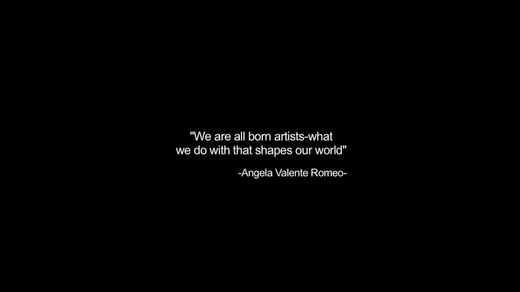 "We are all born artists-what
we do with that shapes our world"
-Angela Valente Romeo-